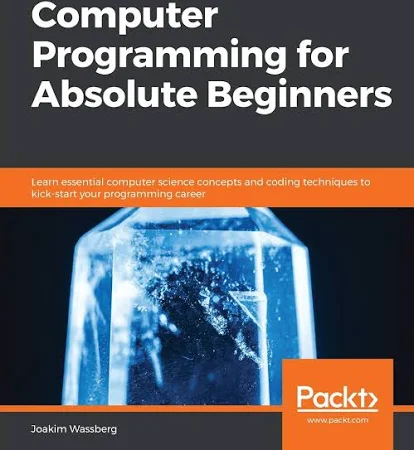 Computer
Programming for
Absolute Beginners
Learn essential computer science concepts and coding techniques to
kick-start your programming career
Packt>
www.packt.com
Joakim Wassberg